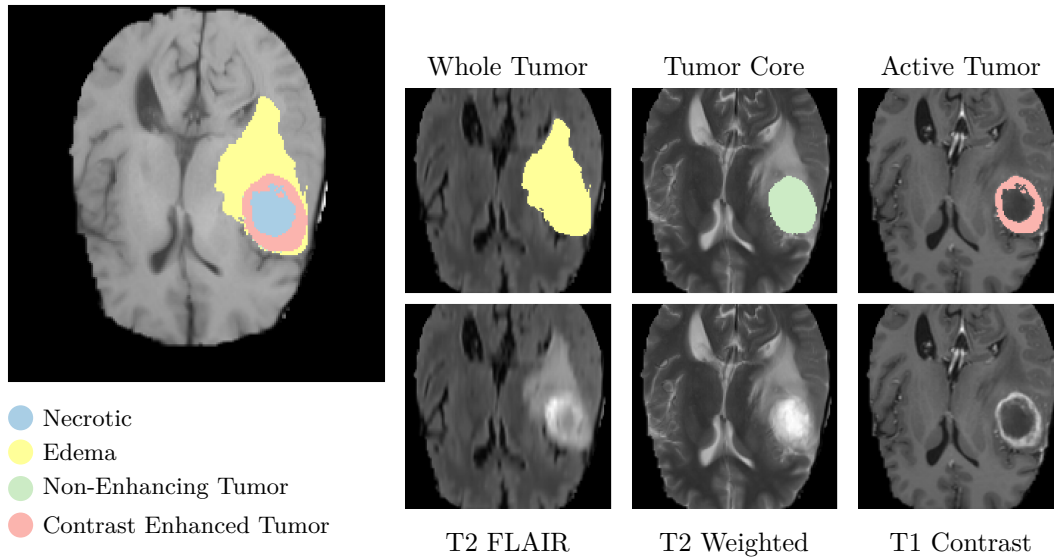 Whole Tumor
Tumor Core
Active Tumor
Necrotic
Edema
Non-Enhancing Tumor
Contrast Enhanced Tumor
T2 FLAIR
T2 Weighted
T1 Contrast